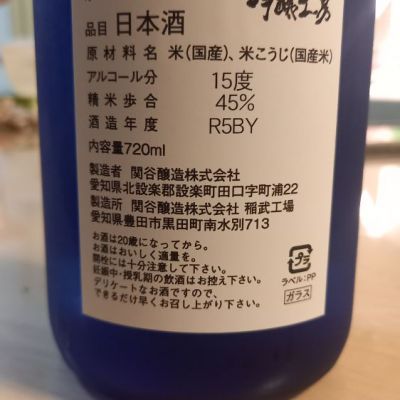 品目 日本酒
原材料名 米(国産)、米こうじ(国産米)
アルコール分 15度
精米歩合 45%
酒造年度 R5BY
内容量720ml
製造者 関谷醸造株式会社
愛知県北設楽郡設楽町田口字町浦22
製造所 関谷醸造株式会社 稲武工場
愛知県豊田市黒田町南水別713
お酒は20歳になってから。
お酒はおいしく適量を。
開栓には十分注意して下さい。
妊娠中・授乳期の飲酒はお控え下さい。
デリケートなお酒ですので、
できるだけ早くお召し上がり下さい。
プラ
ラベル:PP
ガラス